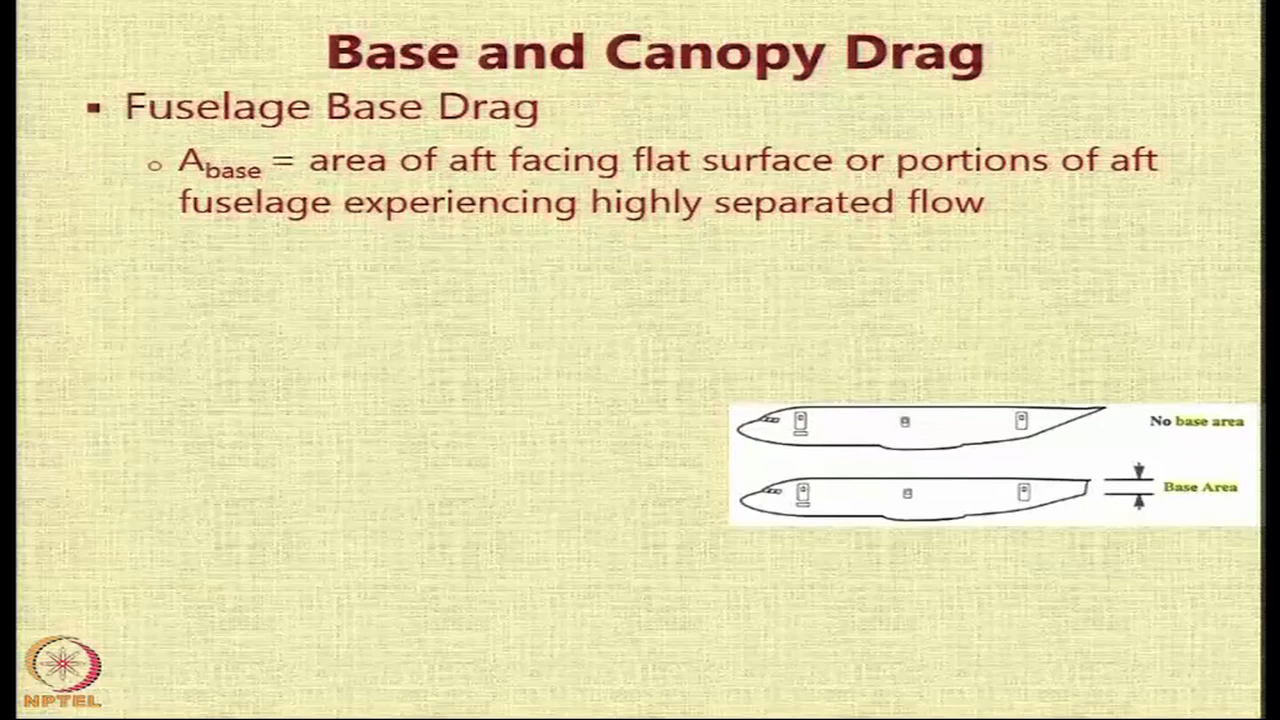 Base and Canopy Drag
▪ Fuselage Base Drag
○ Abase = area of aft facing flat surface or portions of aft
fuselage experiencing highly separated flow
No base area
Base Area
NPTEL